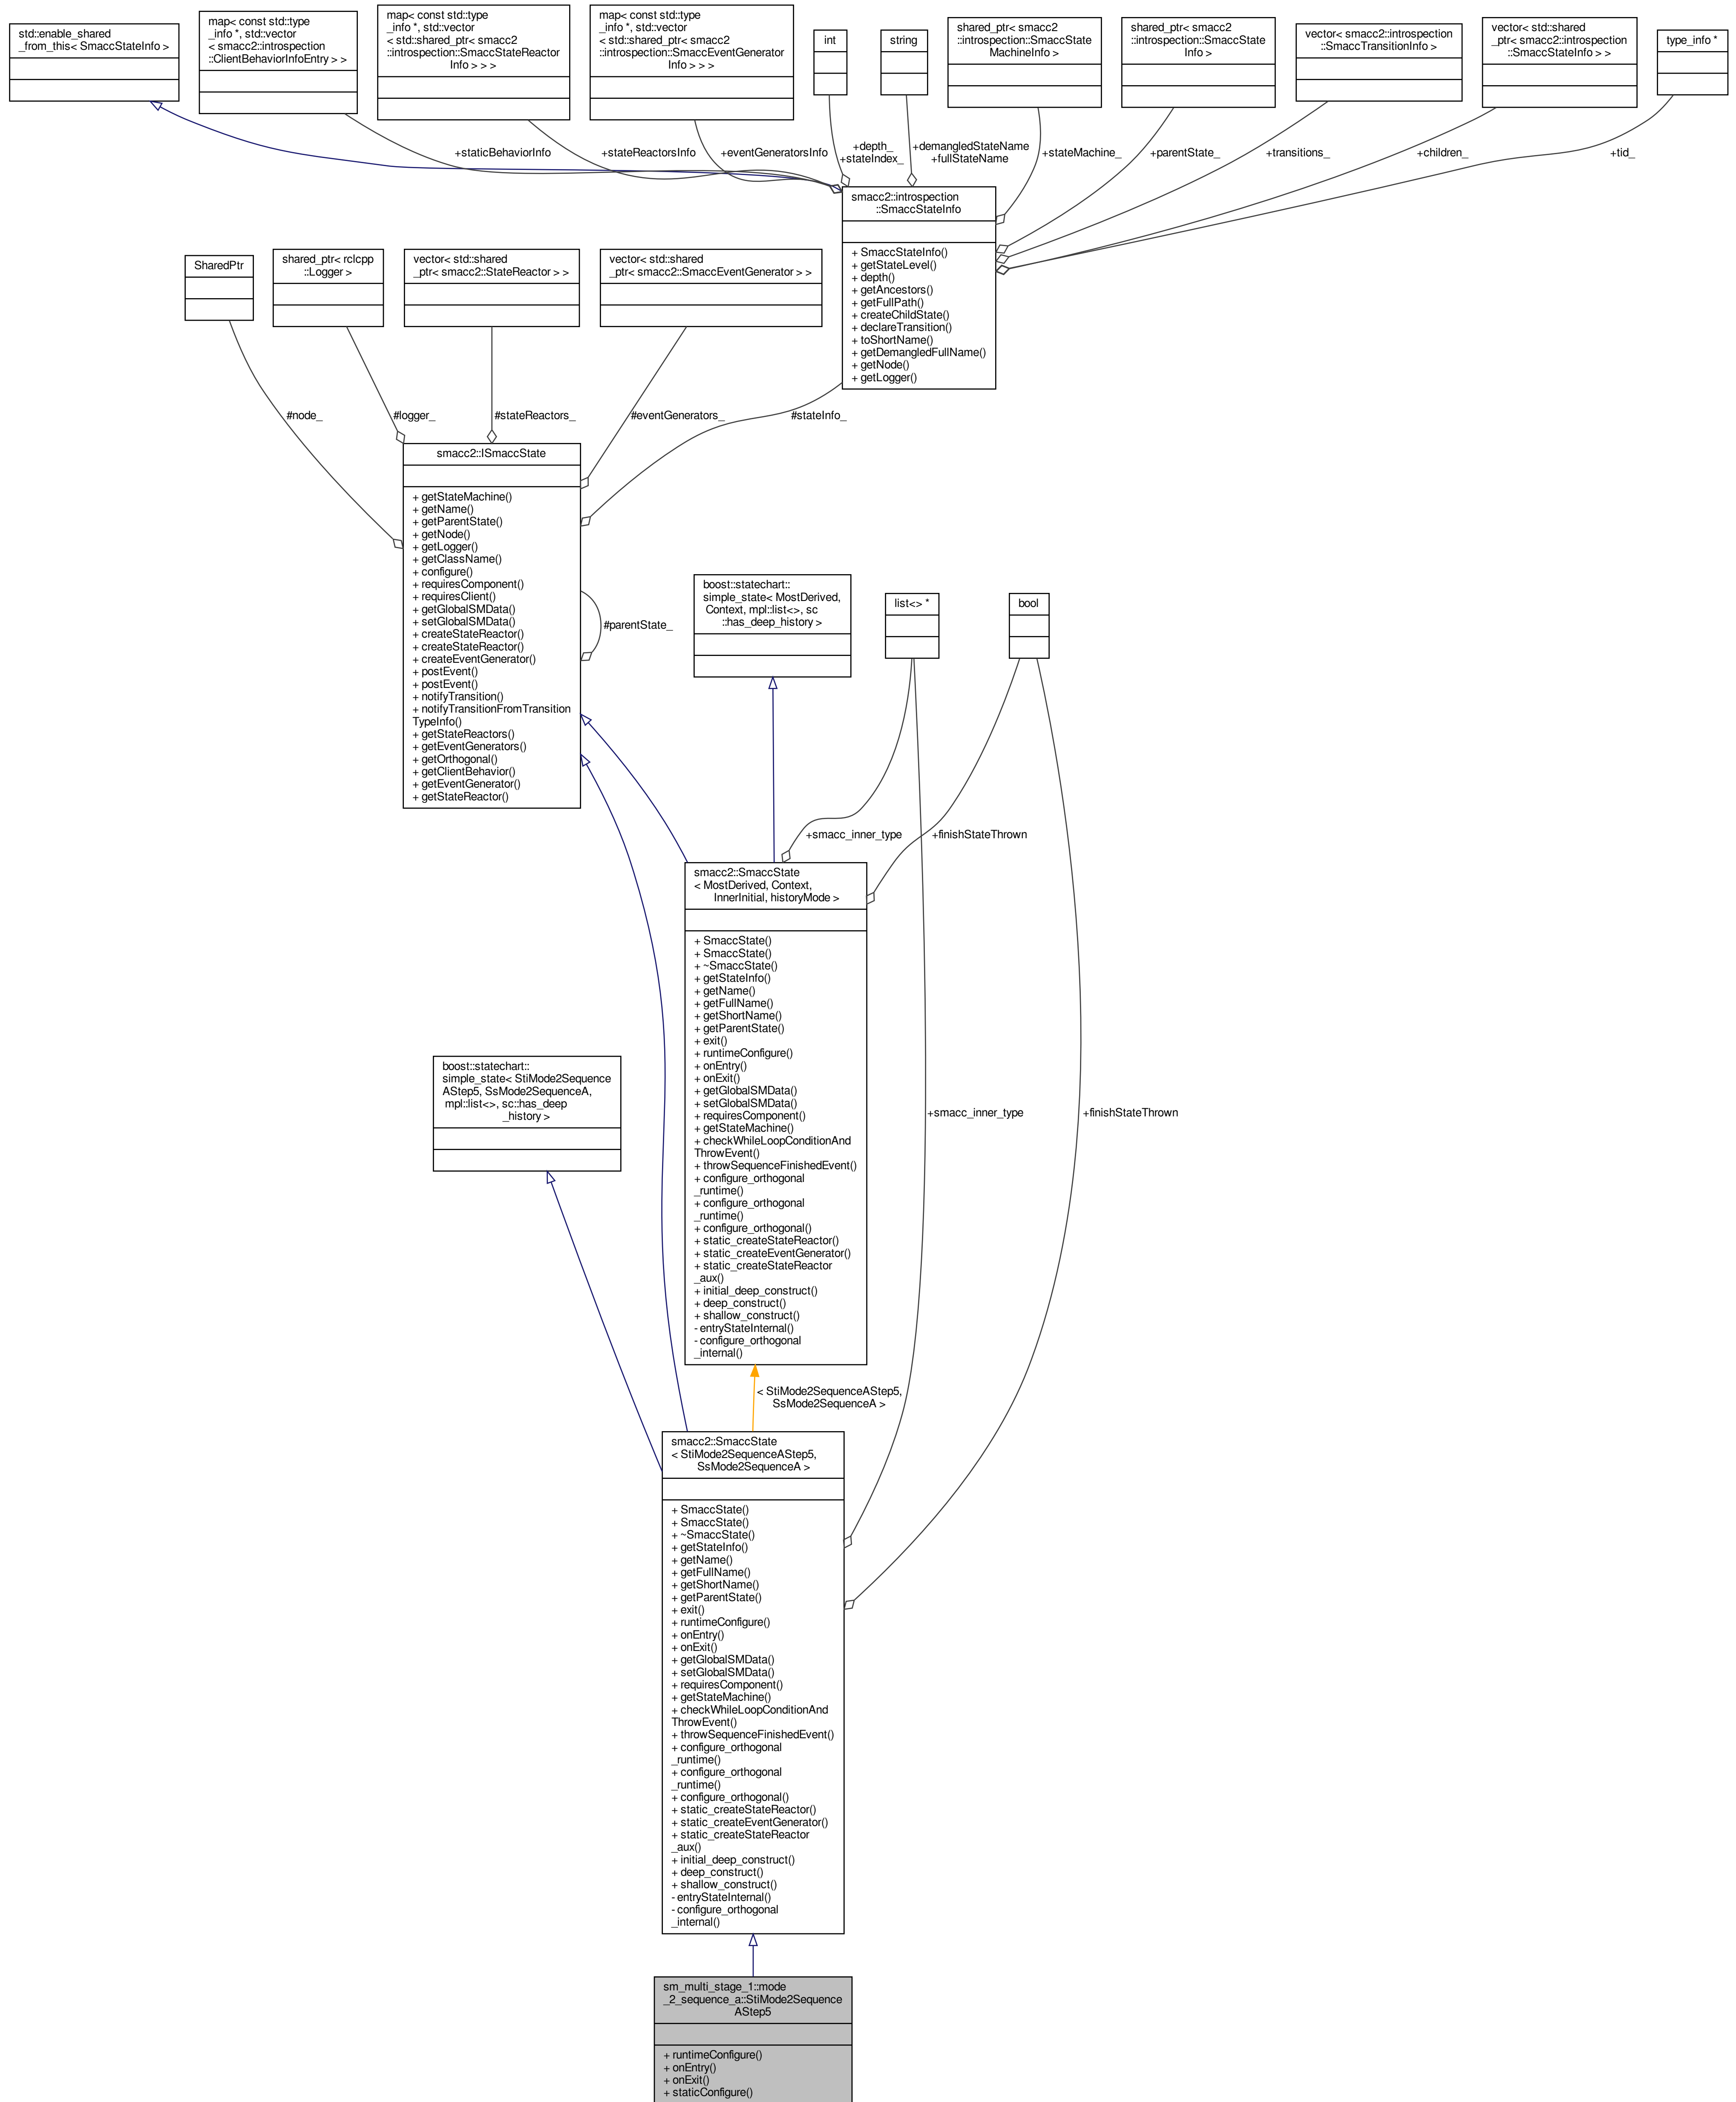 std::enable_shared
_from_this< SmaccStateInfo >
map< const std::type
_info *, std::vector
< smacc2::introspection
::ClientBehaviorInfoEntry > >
map< const std::type
_info *, std::vector
< std::shared_ptr< smacc2
::introspection::SmaccStateReactor
Info > > >
map< const std::type
_info *, std::vector
< std::shared_ptr< smacc2
::introspection::SmaccEventGenerator
Info > > >
int
string
shared_ptr< smacc2
::introspection::SmaccState
MachineInfo >
shared_ptr< smacc2
::introspection::SmaccState
Info >
vector< smacc2::introspection
::SmaccTransitionInfo >
vector< std::shared
_ptr< smacc2::introspection
::SmaccStateInfo > >
type_info *
+staticBehaviorInfo
+stateReactorsInfo
+eventGeneratorsInfo
+depth_
+stateIndex_
+demangledStateName
+fullStateName
+stateMachine_
+parentState_
+transitions_
+children_
+tid_
smacc2::introspection
::SmaccStateInfo
+ SmaccStateInfo()
+ getStateLevel()
+ depth()
+ getAncestors()
+ getFullPath()
+ createChildState()
+ declareTransition()
+ toShortName()
+ getDemangledFullName()
+ getNode()
+ getLogger()
SharedPtr
shared_ptr< rclcpp
::Logger >
vector< std::shared
_ptr< smacc2::StateReactor > >
vector< std::shared
_ptr< smacc2::SmaccEventGenerator > >
#node_
#logger_
#stateReactors_
#eventGenerators_
#stateInfo_
smacc2::ISmaccState
+ getStateMachine()
+ getName()
+ getParentState()
+ getNode()
+ getLogger()
+ getClassName()
+ configure()
+ requiresComponent()
+ requiresClient()
+ getGlobalSMData()
+ setGlobalSMData()
+ createStateReactor()
+ createStateReactor()
+ createEventGenerator()
+ postEvent()
+ postEvent()
+ notifyTransition()
+ notifyTransitionFromTransition
TypeInfo()
+ getStateReactors()
+ getEventGenerators()
+ getOrthogonal()
+ getClientBehavior()
+ getEventGenerator()
+ getStateReactor()
#parentState_
boost::statechart::
simple_state< MostDerived,
Context, mpl::list<>, sc
::has_deep_history >
list<> *
bool
+smacc_inner_type
+finishStateThrown
smacc2::SmaccState
< MostDerived, Context,
InnerInitial, historyMode >
+ SmaccState()
+ SmaccState()
+ ~SmaccState()
+ getStateInfo()
+ getName()
+ getFullName()
+ getShortName()
+ getParentState()
+ exit()
+ runtimeConfigure()
+ onEntry()
+ onExit()
+ getGlobalSMData()
+ setGlobalSMData()
+ requiresComponent()
+ getStateMachine()
+ checkWhileLoopConditionAnd
ThrowEvent()
+ throwSequenceFinishedEvent()
+ configure_orthogonal
_runtime()
+ configure_orthogonal
_runtime()
+ configure_orthogonal()
+ static_createStateReactor()
+ static_createEventGenerator()
+ static_createStateReactor
_aux()
+ initial_deep_construct()
+ deep_construct()
+ shallow_construct()
- entryStateInternal()
- configure_orthogonal
_internal()
boost::statechart::
simple_state< StiMode2Sequence
AStep5, SsMode2SequenceA,
mpl::list<>, sc::has_deep
_history >
+smacc_inner_type
+finishStateThrown
< StiMode2SequenceAStep5,
SsMode2SequenceA >
smacc2::SmaccState
< StiMode2SequenceAStep5,
SsMode2SequenceA >
+ SmaccState()
+ SmaccState()
+ ~SmaccState()
+ getStateInfo()
+ getName()
+ getFullName()
+ getShortName()
+ getParentState()
+ exit()
+ runtimeConfigure()
+ onEntry()
+ onExit()
+ getGlobalSMData()
+ setGlobalSMData()
+ requiresComponent()
+ getStateMachine()
+ checkWhileLoopConditionAnd
ThrowEvent()
+ throwSequenceFinishedEvent()
+ configure_orthogonal
_runtime()
+ configure_orthogonal
_runtime()
+ configure_orthogonal()
+ static_createStateReactor()
+ static_createEventGenerator()
+ static_createStateReactor
_aux()
+ initial_deep_construct()
+ deep_construct()
+ shallow_construct()
- entryStateInternal()
- configure_orthogonal
_internal()
sm_multi_stage_1::mode
_2_sequence_a::StiMode2Sequence
AStep5
+ runtimeConfigure()
+ onEntry()
+ onExit()
+ staticConfigure()